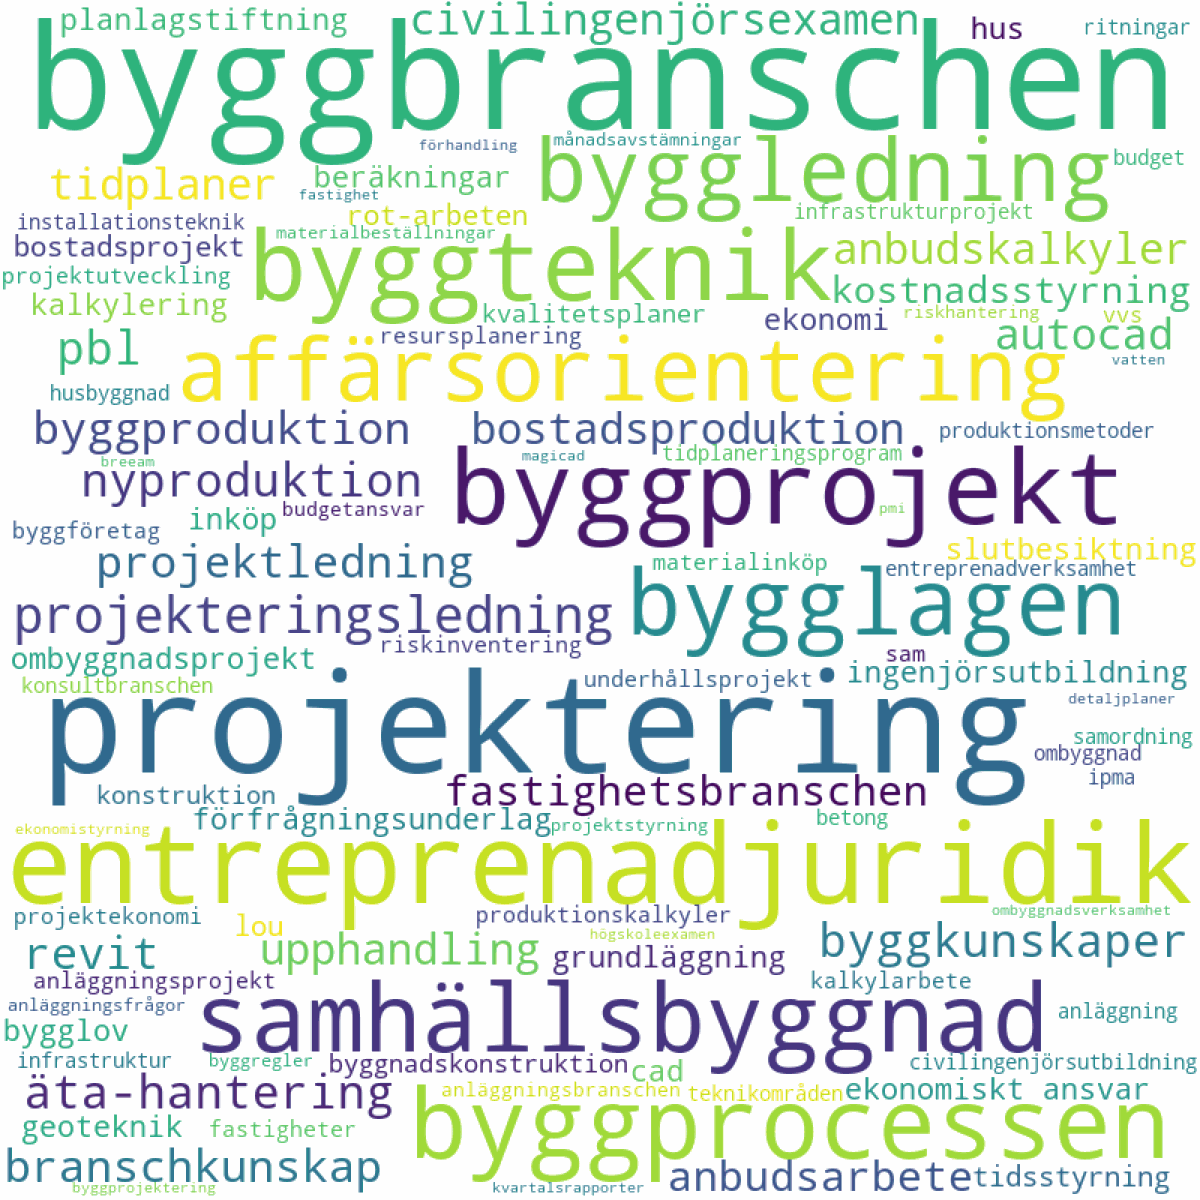 planlagstiftning
civilingenjörsexamen
hus
ritningar
byggbranschen
förhandling
månadsavstämningar
tidplaner
beräkningar
byggledning
budget
fastighet
installationsteknik
rot-arbeten
infrastrukturprojekt
bostadsprojekt
materialbeställningar
byggteknik
anbudskalkyler
projektutveckling
kalkylering
kostnadsstyrning
kvalitetsplaner
ekonomi
riskhantering
vvs
pbl
resursplanering
autocad
affärsorientering
vatten
husbyggnad
byggproduktion
bostadsproduktion
produktionsmetoder
breeam
magicad
tidplaneringsprogram
nyproduktion
byggprojekt
budgetansvar
pmi
byggföretag
inköp
projektledning
materialinköp
slutbesiktning
entreprenadverksamhet
projekteringsledning
bygglagen
riskinventering
sam
ombyggnadsprojekt
ingenjörsutbildning
konsultbranschen
underhållsprojekt
detaljplaner
projektering
samordning
ombyggnad
ipma
konstruktion
fastighetsbranschen
förfrågningsunderlag
projektstyrning
betong
ekonomistyrning
entreprenadjuridik
projektekonomi
lou
produktionskalkyler
ombyggnadsverksamhet
revit
upphandling
högskoleexamen
grundläggning
byggkunskaper
anläggningsprojekt
kalkylarbete
anläggningsfrågor
samhällsbyggnad
anläggning
bygglov
infrastruktur
byggregler
byggnadskonstruktion
cad
civilingenjörsutbildning
äta-hantering
anläggningsbranschen
teknikområden
ekonomiskt ansvar
geoteknik
fastigheter
byggprocessen
branschkunskap
anbudsarbete
tidsstyrning
byggprojektering
kvartalsrapporter